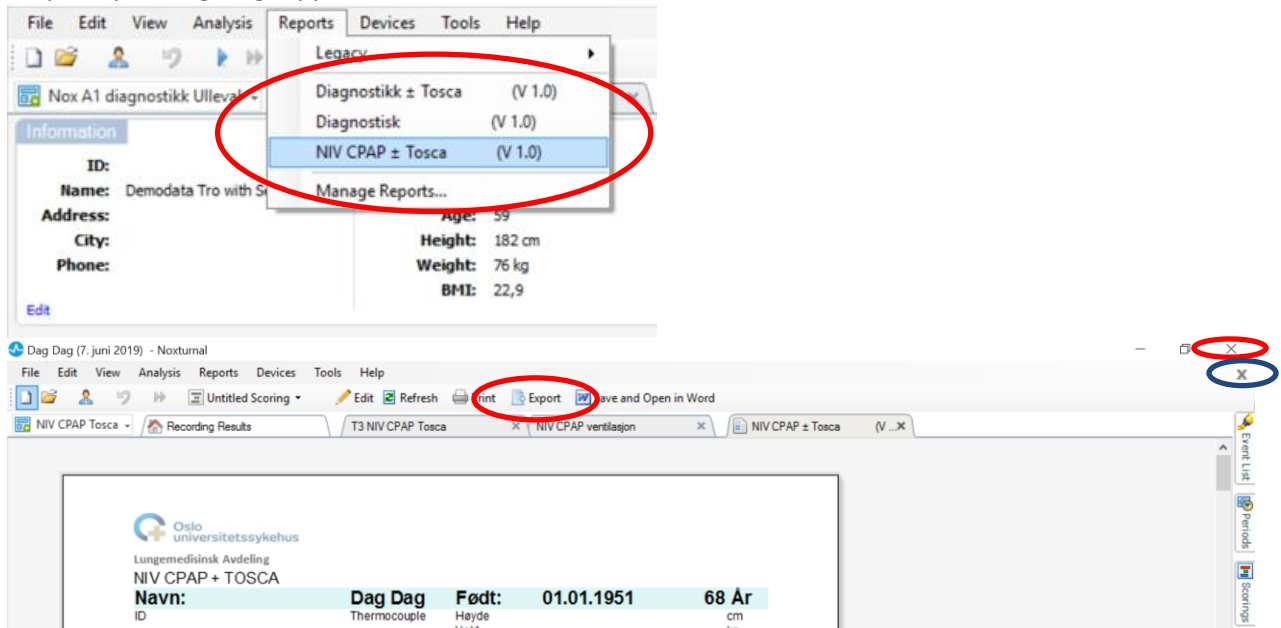 File Edit View Analysis Reports Devices Tools Help
Legacy
Nox A1 diagnostikk Ulleval
Diagnostikk ± Tosca (V 1.0)
Diagnostisk (V 1.0)
NIV CPAP ± Tosca (V 1.0)
Manage Reports...
Information
ID:
Name: Demodata Tro with
Address:
City:
Phone:
Edit
Age: 59
Height: 182 cm
Weight: 76 kg
BMI: 22,9
Dag Dag (7. juni 2019) - Noxturnal
File Edit View Analysis Reports Devices Tools Help
Untitled Scoring Edit Refresh Print Export Save and Open in Word
NIV CPAP Tosca Recording Results T3 NIV CPAP Tosca NIV CPAP ventilasjon NIV CPAP ± Tosca (V ...
Event List
Periods
Scorings
Oslo
universitetssykehus
Lungemedisinsk Avdeling
NIV CPAP + TOSCA
Navn: Dag Dag Født: 01.01.1951 68 År
ID Thermocouple Høyde cm